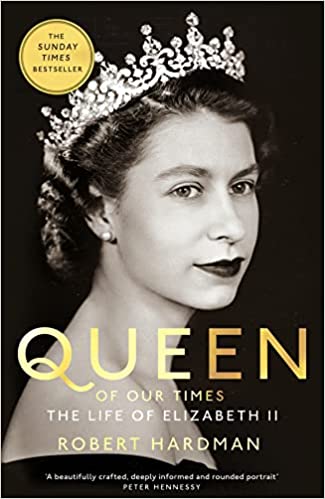 THE
SUNDAY
TIMES
BESTSELLER
QUEEN
OF OUR TIMES
THE LIFE OF ELIZABETH II
ROBERT HARDMAN
'A beautifully crafted, deeply informed and rounded portrait'
PETER HENNESSY